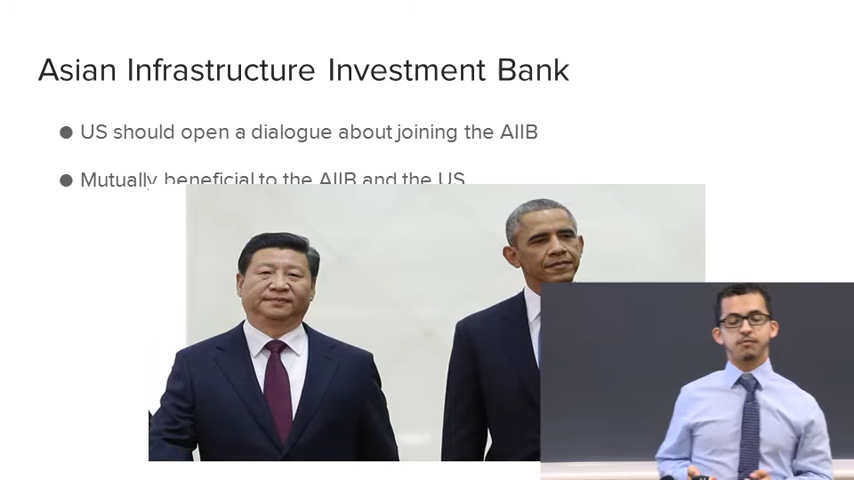 Asian Infrastructure Investment Bank
● US should open a dialogue about joining the AIIB
● Mutually beneficial to the AIIB and the US